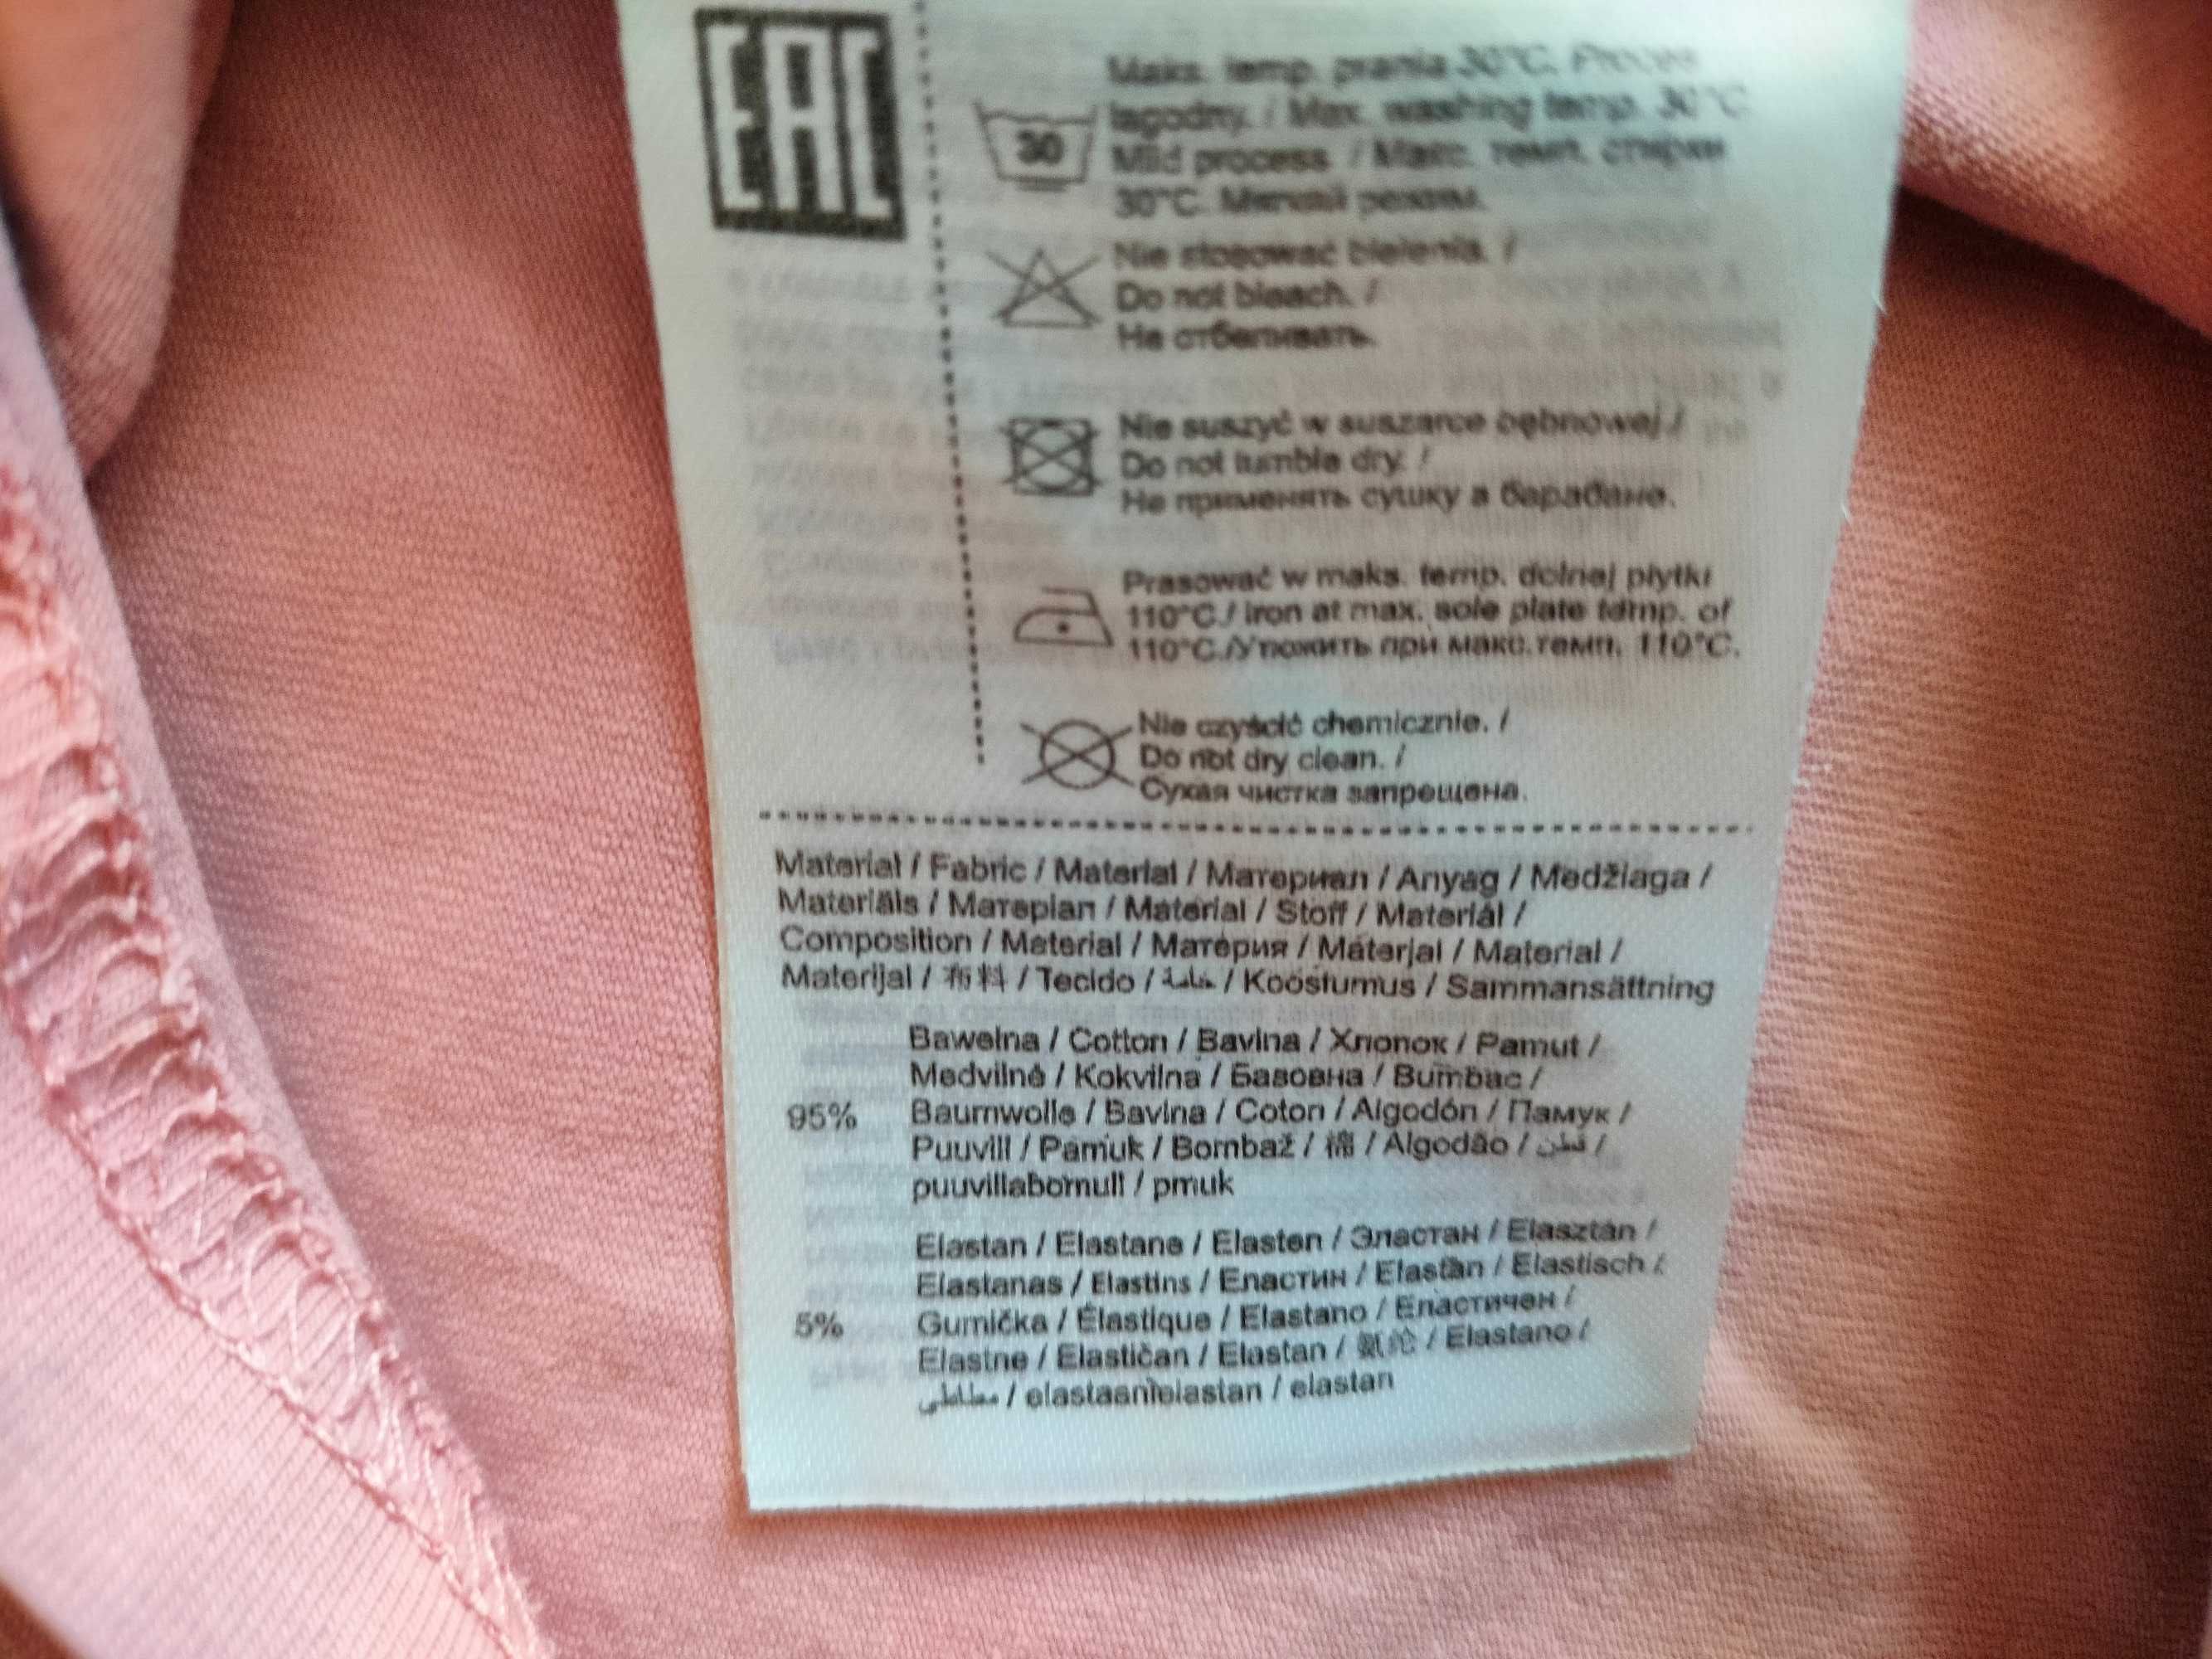 EAC
Maks. temp. prania 30°C. Proces
łagodny. / Max. washing temp. 30°C.
30
Mild process / Макс. темп. стирки
30°C. Мягкий режим.
Nie stosować bielenia. /
Do not bleach. /
Не отбеливать.
Nie suszyć w suszarce bębnowej /
Do not tumble dry. /
Не применять сушку в барабане.
Prasować w maks. temp. dolnej płytki
110°C./ Iron at max. sole plate temp. of
110°C./Утюжить при макс.темп. 110°C.
Nie czyścić chemicznie. /
Do not dry clean. /
Сухая чистка запрещена.
Materiał / Fabric / Material / Материал / Anyag / Medžiaga /
Materiāls / Матеріал / Material / Stoff / Materiál /
Composition / Material / Материя / Materjal / Material /
Materijal / 布料 / Tecido / خامة / Koostumus / Sammansättning
Bawełna / Cotton / Bavlna / Хлопок / Pamut /
Medvilnė / Kokvilna / Бавовна / Bumbac /
95% Baumwolle / Bavlna / Coton / Algodón / Памук /
Puuvill / Pamuk / Bombaž / 棉 / Algodão / قطن /
puuvillabomull / pmuk
Elastan / Elastane / Elasten / Эластан / Elasztán /
Elastanas / Elastīns / Еластин / Elastan / Elastisch /
5% Gumička / Élastique / Elastano / Еластичен /
Elastne / Elastičan / Elastan / 氨纶 / Elastano /
مطاطي / elastaanielastan / elastan